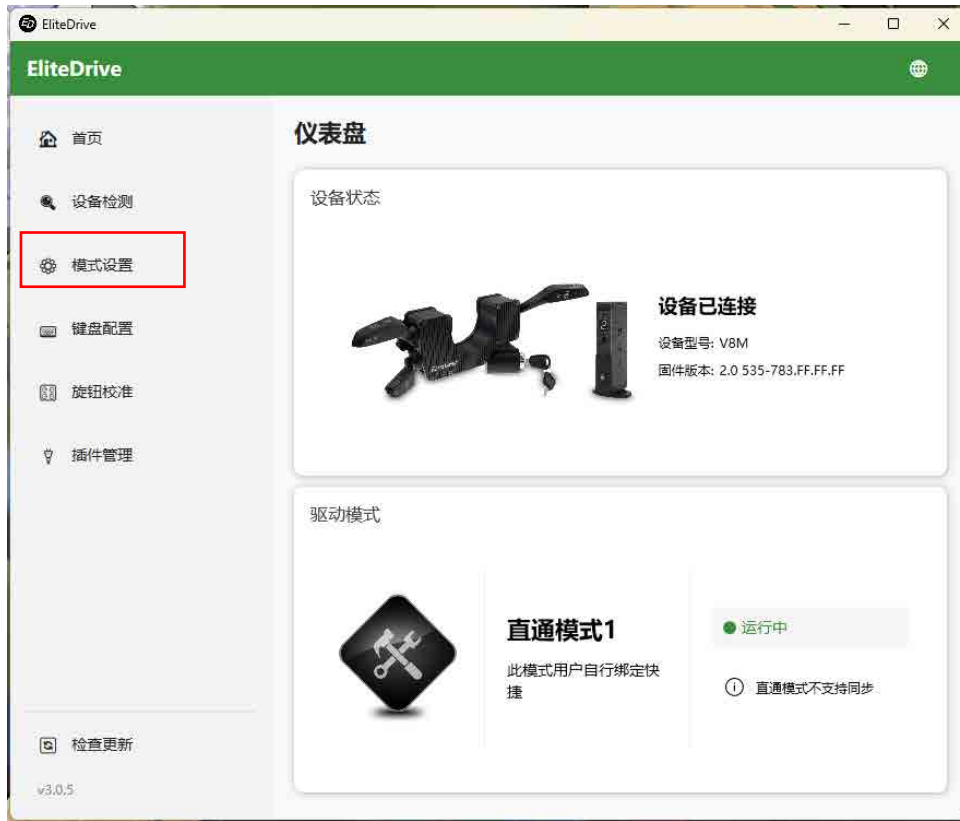 EliteDrive
EliteDrive
首页
设备检测
模式设置
键盘配置
旋钮校准
插件管理
检查更新
v3.0.5
仪表盘
设备状态
设备已连接
设备型号: V8M
固件版本: 2.0 535-783.FF.FF.FF
驱动模式
直通模式1
此模式用户自行绑定快
捷
运行中
直通模式不支持同步